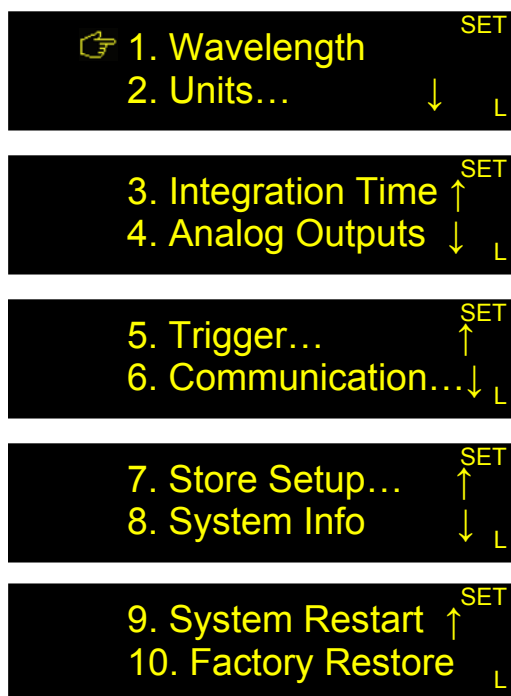 SET
1. Wavelength
2. Units… ↓
L
SET
3. Integration Time ↑
4. Analog Outputs ↓
L
SET
5. Trigger… ↑
6. Communication…↓
L
SET
7. Store Setup… ↑
8. System Info ↓
L
SET
9. System Restart ↑
10. Factory Restore
L